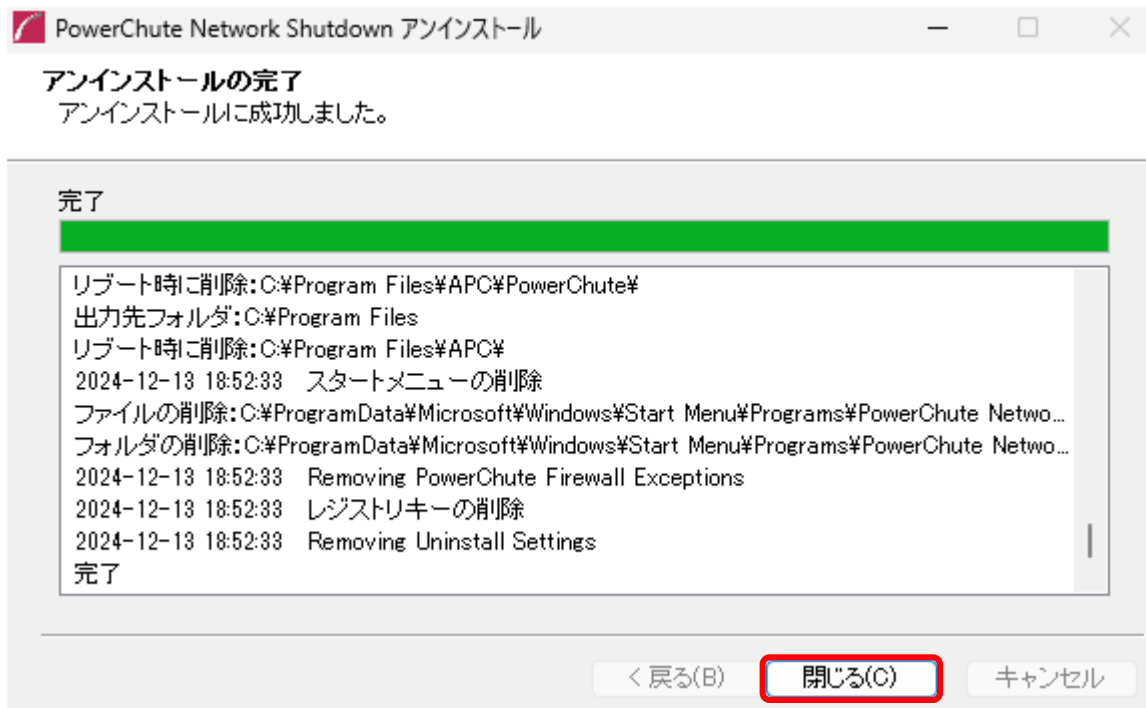 PowerChute Network Shutdown アンインストール
アンインストールの完了
アンインストールに成功しました。
完了
リブート時に削除:C:¥Program Files¥APC¥PowerChute¥
出力先フォルダ:C:¥Program Files
リブート時に削除:C:¥Program Files¥APC¥
2024-12-13 18:52:33 スタートメニューの削除
ファイルの削除:C:¥ProgramData¥Microsoft¥Windows¥Start Menu¥Programs¥PowerChute Netwo...
フォルダの削除:C:¥ProgramData¥Microsoft¥Windows¥Start Menu¥Programs¥PowerChute Netwo...
2024-12-13 18:52:33 Removing PowerChute Firewall Exceptions
2024-12-13 18:52:33 レジストリキーの削除
2024-12-13 18:52:33 Removing Uninstall Settings
完了
< 戻る(B) 閉じる(C) キャンセル